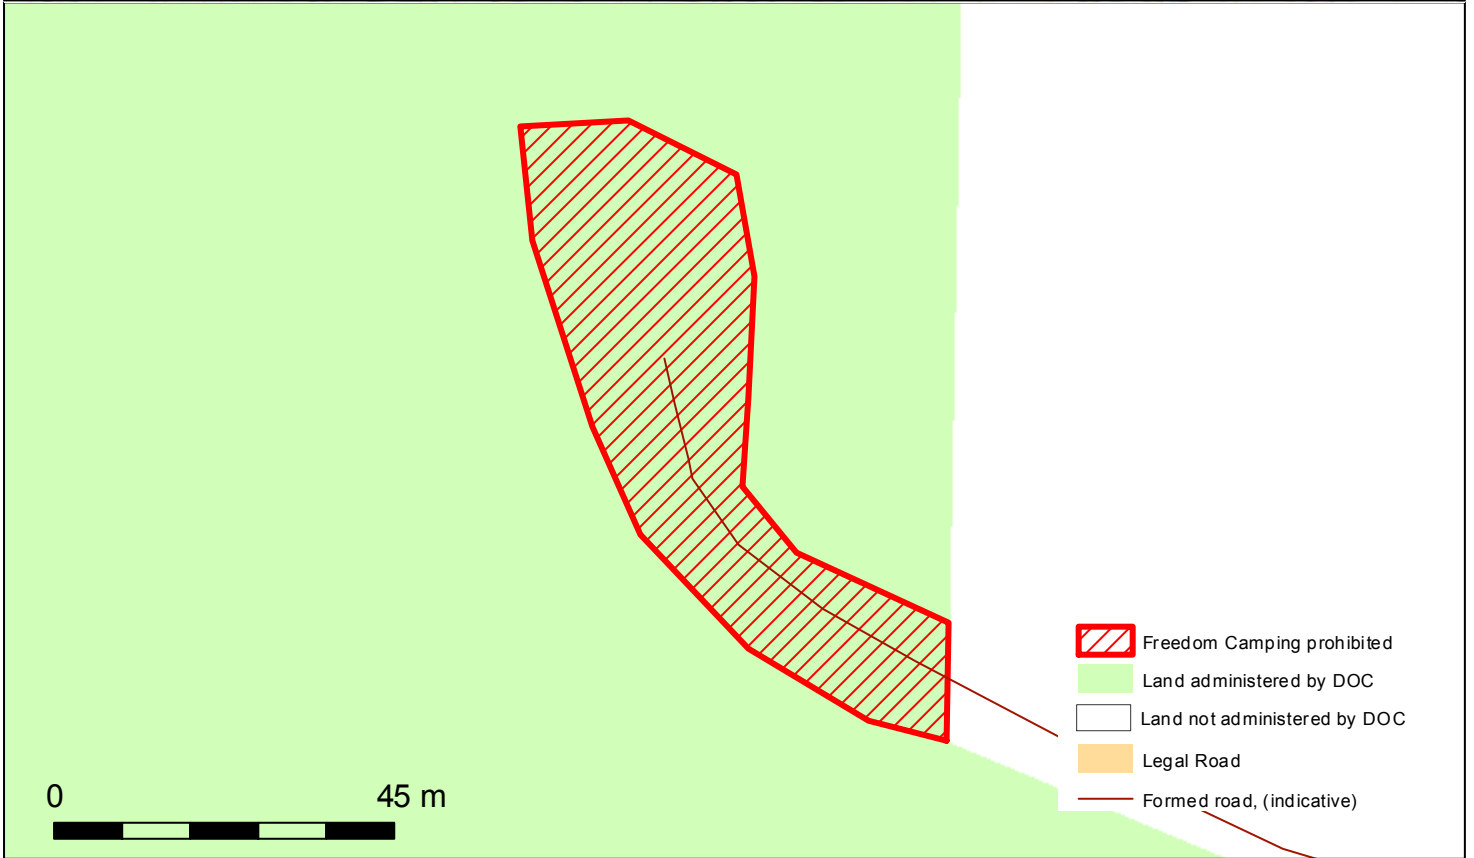 Freedom Camping prohibited
Land administered by DOC
Land not administered by DOC
Legal Road
Formed road, (indicative)
0 45 m